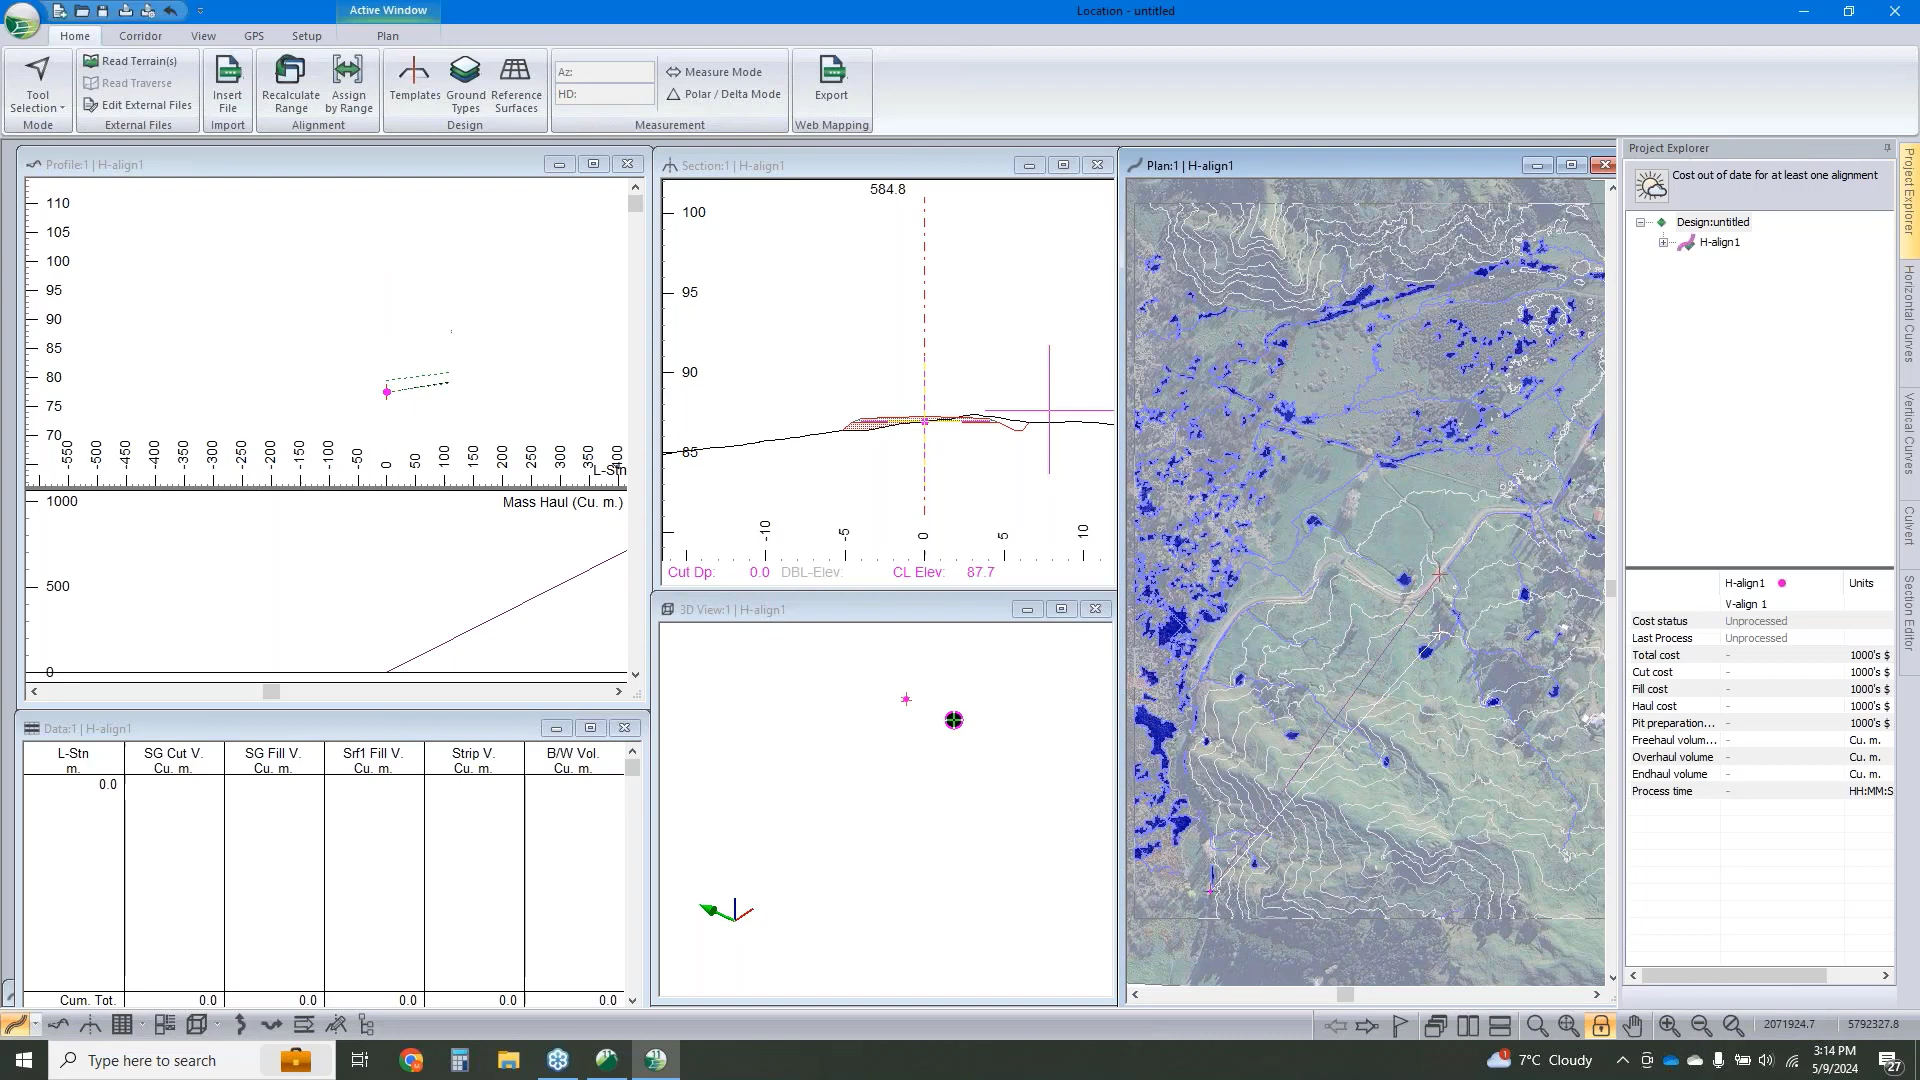 Active Window
Location - untitled
Home
Corridor
View
GPS
Setup
Plan
Tool
Selection
Mode
Read Terrain(s)
Read Traverse
Edit External Files
External Files
Insert
File
Import
Recalculate
Range
Assign
by Range
Alignment
Templates
Ground
Types
Reference
Surfaces
Design
Az:
HD:
Measure Mode
Polar / Delta Mode
Measurement
Export
Web Mapping
Profile:1 | H-align1
110
105
100
95
90
85
80
75
70
-550
-500
-450
-400
-350
-300
-250
-200
-150
-100
-50
0
50
100
150
200
250
300
350
400
L-Stn
1000
Mass Haul (Cu. m.)
500
0
Section:1 | H-align1
584.8
100
95
90
85
-10
-5
0
5
10
Cut Dp: 0.0 DBL-Elev: CL Elev: 87.7
Plan:1 | H-align1
3D View:1 | H-align1
Data:1 | H-align1
L-Stn SG Cut V. SG Fill V. Srf1 Fill V. Strip V. B/W Vol.
m. Cu. m. Cu. m. Cu. m. Cu. m. Cu. m.
0.0
Cum. Tot. 0.0 0.0 0.0 0.0 0.0
Project Explorer
Cost out of date for at least one alignment
Design:untitled
H-align1
H-align1 Units
V-align 1
Cost status Unprocessed
Last Process Unprocessed
Total cost - 1000's $
Cut cost - 1000's $
Fill cost - 1000's $
Haul cost - 1000's $
Pit preparation... - 1000's $
Freehaul volum... - Cu. m.
Overhaul volume - Cu. m.
Endhaul volume - Cu. m.
Process time - HH:MM:S
Project Explorer
Horizontal Curves
Vertical Curves
Culvert
Section Editor
2071924.7 5792327.8
Type here to search
1
11
7°C Cloudy
3:14 PM
5/9/2024
27